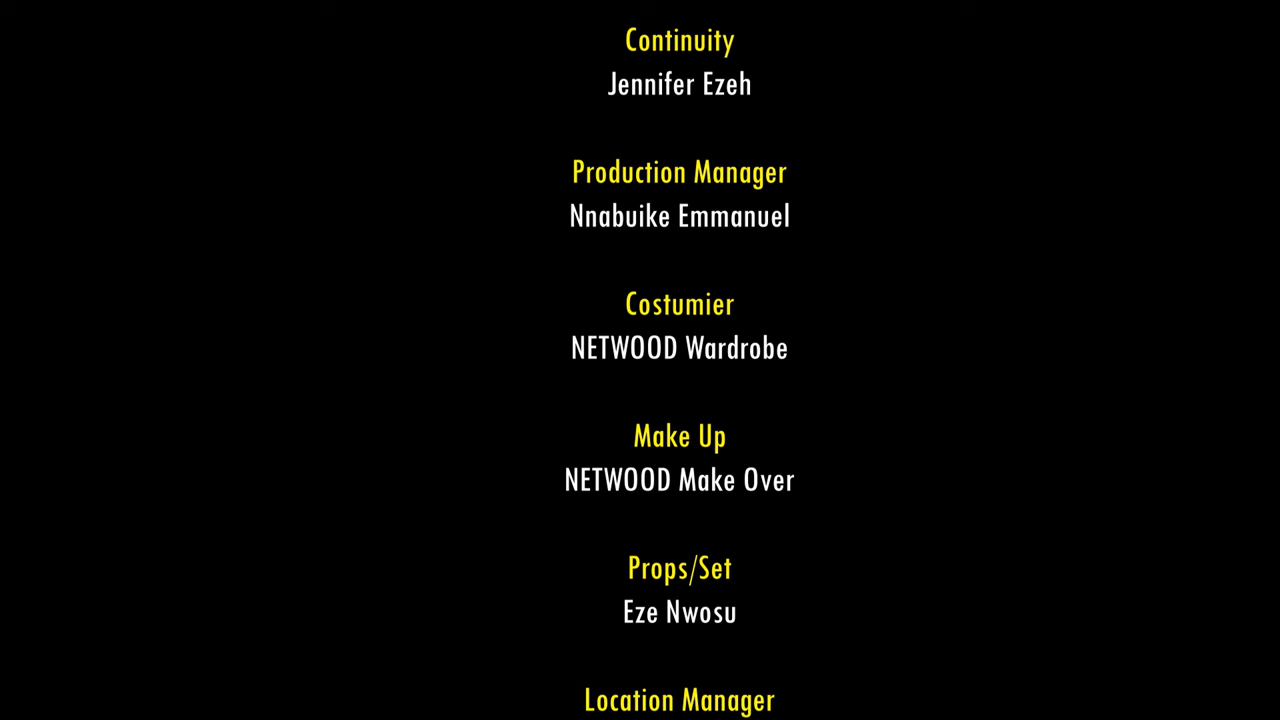 Continuity
Jennifer Ezeh
Production Manager
Nnabuike Emmanuel
Costumier
NETWOOD Wardrobe
Make Up
NETWOOD Make Over
Props/Set
Eze Nwosu
Location Manager